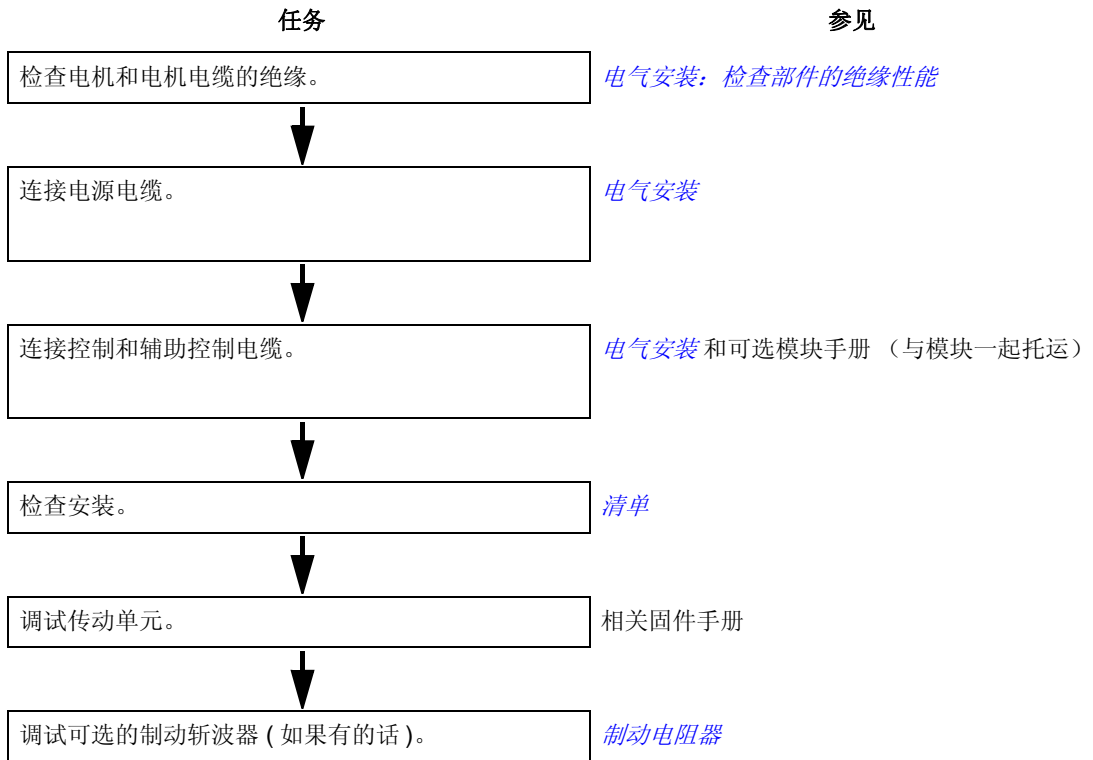 任务 参见
检查电机和电机电缆的绝缘。 电气安装：检查部件的绝缘性能
连接电源电缆。 电气安装
连接控制和辅助控制电缆。 电气安装 和可选模块手册 （与模块一起托运）
检查安装。 清单
调试传动单元。 相关固件手册
调试可选的制动斩波器 ( 如果有的话 )。 制动电阻器